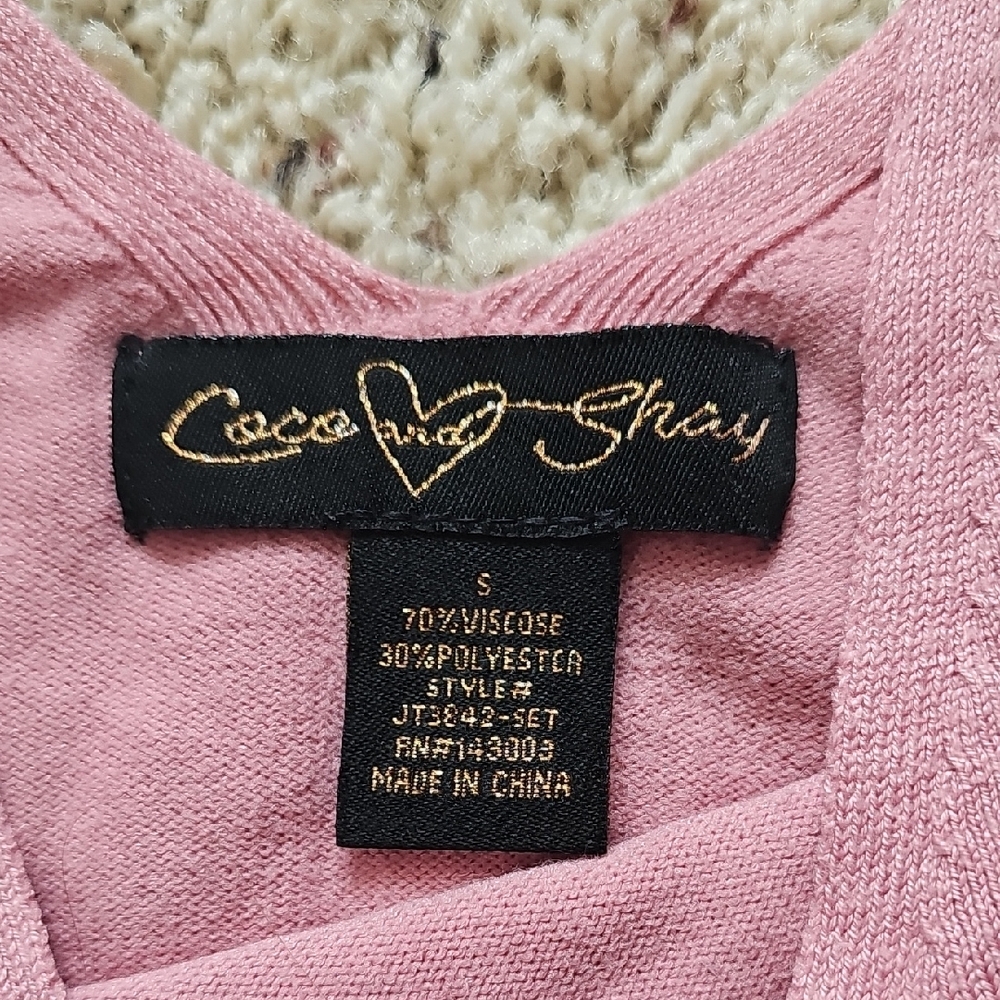 Coco and Shay
S
70%VISCOSE
30%POLYESTER
STYLE#
JT3842-SET
RN#143003
MADE IN CHINA